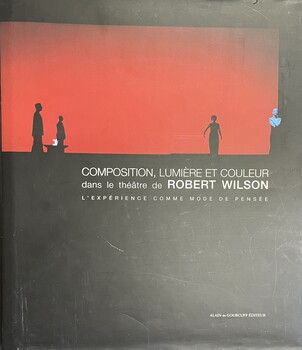 COMPOSITION, LUMIÈRE ET COULEUR
dans le théâtre de ROBERT WILSON
L'EXPÉRIENCE COMME MODE DE PENSÉE
ALAIN de GOURCUFF ÉDITEUR